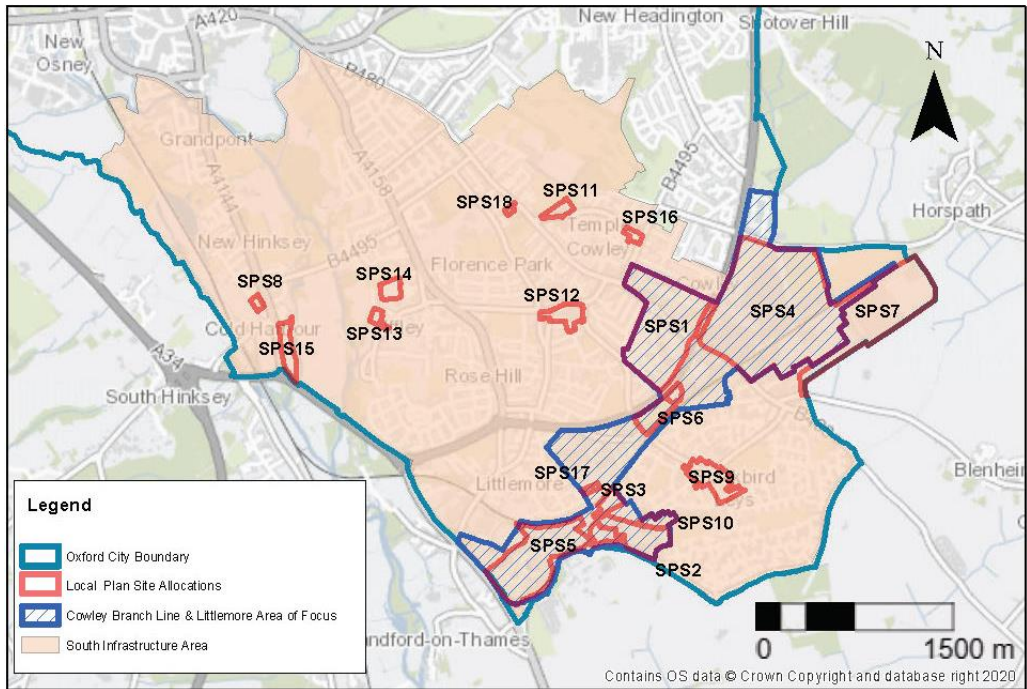 New Headington
Shotover Hill
A420
New
Osney
B480
N
Grandpont
A4158
B4495
A4144
Horspath
SPS18
SPS11
SPS16
Cowley
New Hinksey
B4495
Florence Park
SPS14
SPS8
SPS12
SPS1
SPS4
SPS7
SPS13
SPS15
A34
Rose Hill
South Hinksey
SPS6
SPS17
SPS9
Littlemore
SPS3
SPS10
SPS5
SPS2
Legend
Oxford City Boundary
Local Plan Site Allocations
Cowley Branch Line & Littlemore Area of Focus
South Infrastructure Area
0 1500 m
Contains OS data © Crown Copyright and database right 2020